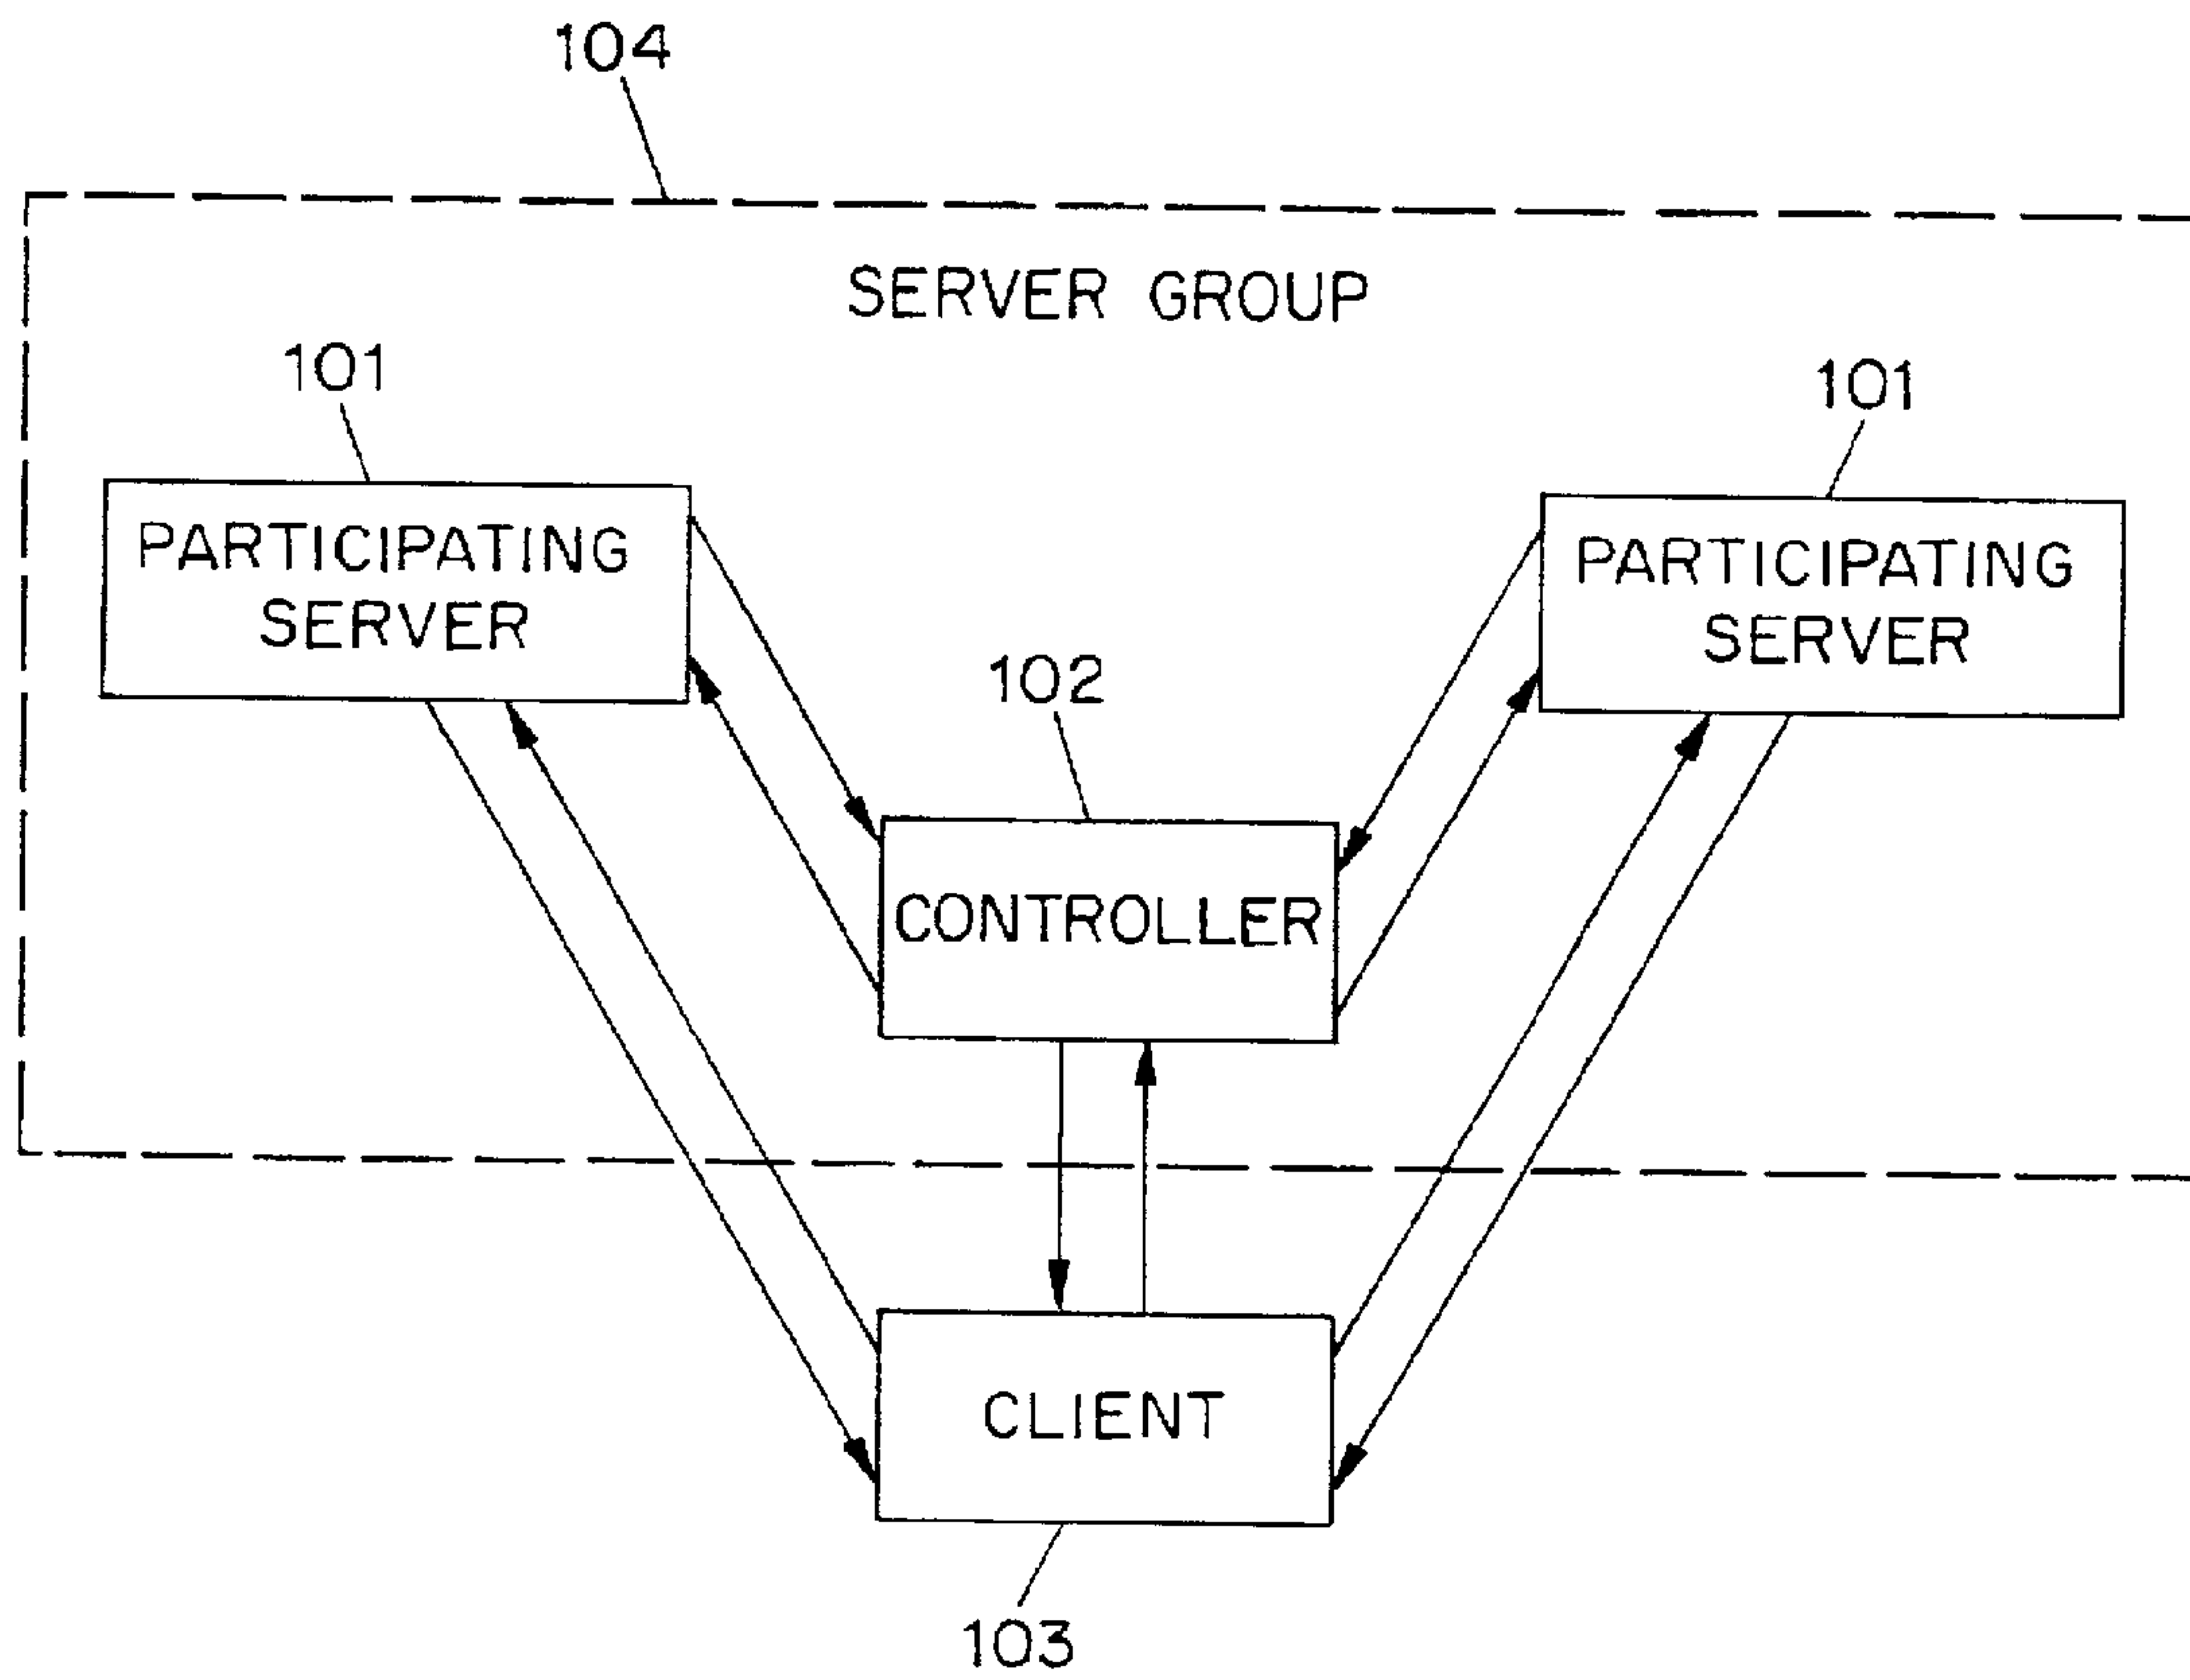 104
SERVER GROUP
101
101
PARTICIPATING
SERVER
PARTICIPATING
SERVER
102
CONTROLLER
CLIENT
103